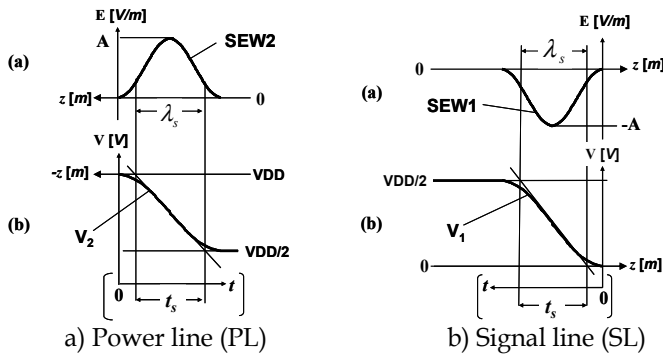 E [V/m]
A
SEW2
(a)
z [m]
0
λs
V [V]
-z [m]
VDD
(b)
V2
VDD/2
0
ts
t
a) Power line (PL)
E [V/m]
λs
0
z [m]
(a)
SEW1
-A
V [V]
VDD/2
(b)
V1
0
z [m]
t
0
ts
b) Signal line (SL)